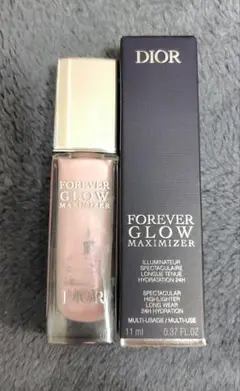 FOREVER
GLOW
MAXIMIZER
DIOR
DIOR
FOREVER
GLOW
MAXIMIZER
ILLUMINATEUR
SPECTACULAIRE
LONGUE TENUE
HYDRATATION 24H
SPECTACULAR
HIGHLIGHTER
LONG WEAR
24H HYDRATION
MULTI-USAGE / MULTI-USE
11 ml 0.37 FL. OZ